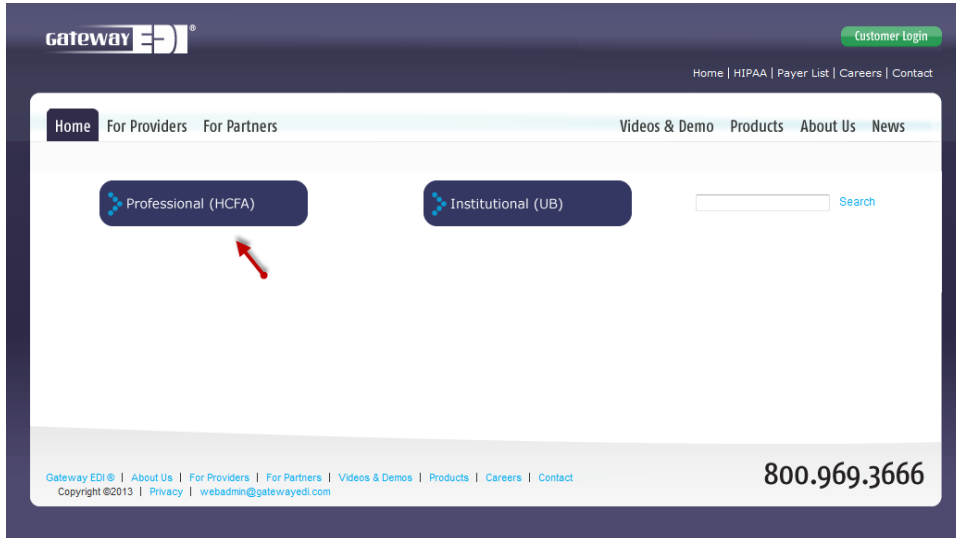 Gateway EDI®
Customer Login
Home | HIPAA | Payer List | Careers | Contact
Home For Providers For Partners Videos & Demo Products About Us News
Professional (HCFA) Institutional (UB) Search
Gateway EDI ® | About Us | For Providers | For Partners | Videos & Demos | Products | Careers | Contact
Copyright ©2013 | Privacy | webadmin@gatewayedi.com
800.969.3666